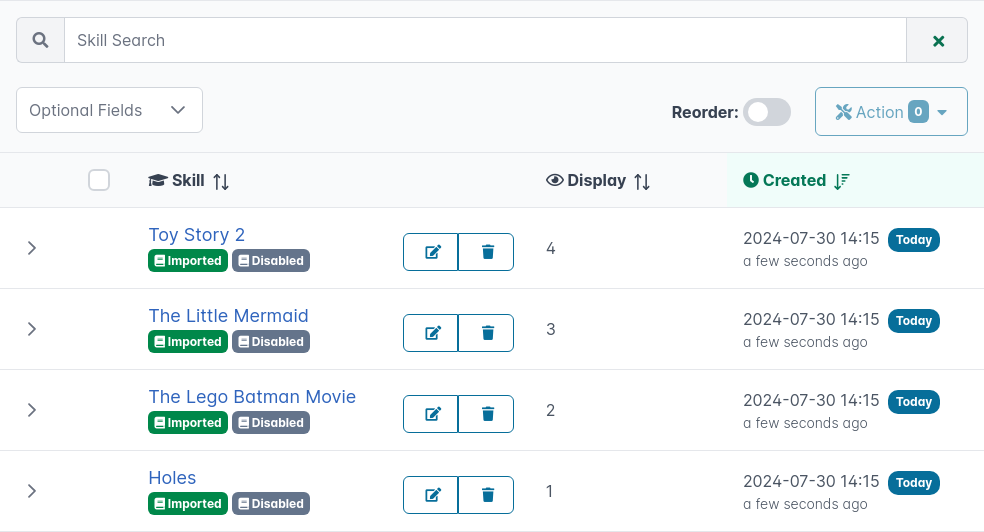 Skill Search
Optional Fields
Reorder:
Action 0
Skill Display Created
Toy Story 2
Imported Disabled
4
2024-07-30 14:15 Today
a few seconds ago
The Little Mermaid
Imported Disabled
3
2024-07-30 14:15 Today
a few seconds ago
The Lego Batman Movie
Imported Disabled
2
2024-07-30 14:15 Today
a few seconds ago
Holes
Imported Disabled
1
2024-07-30 14:15 Today
a few seconds ago